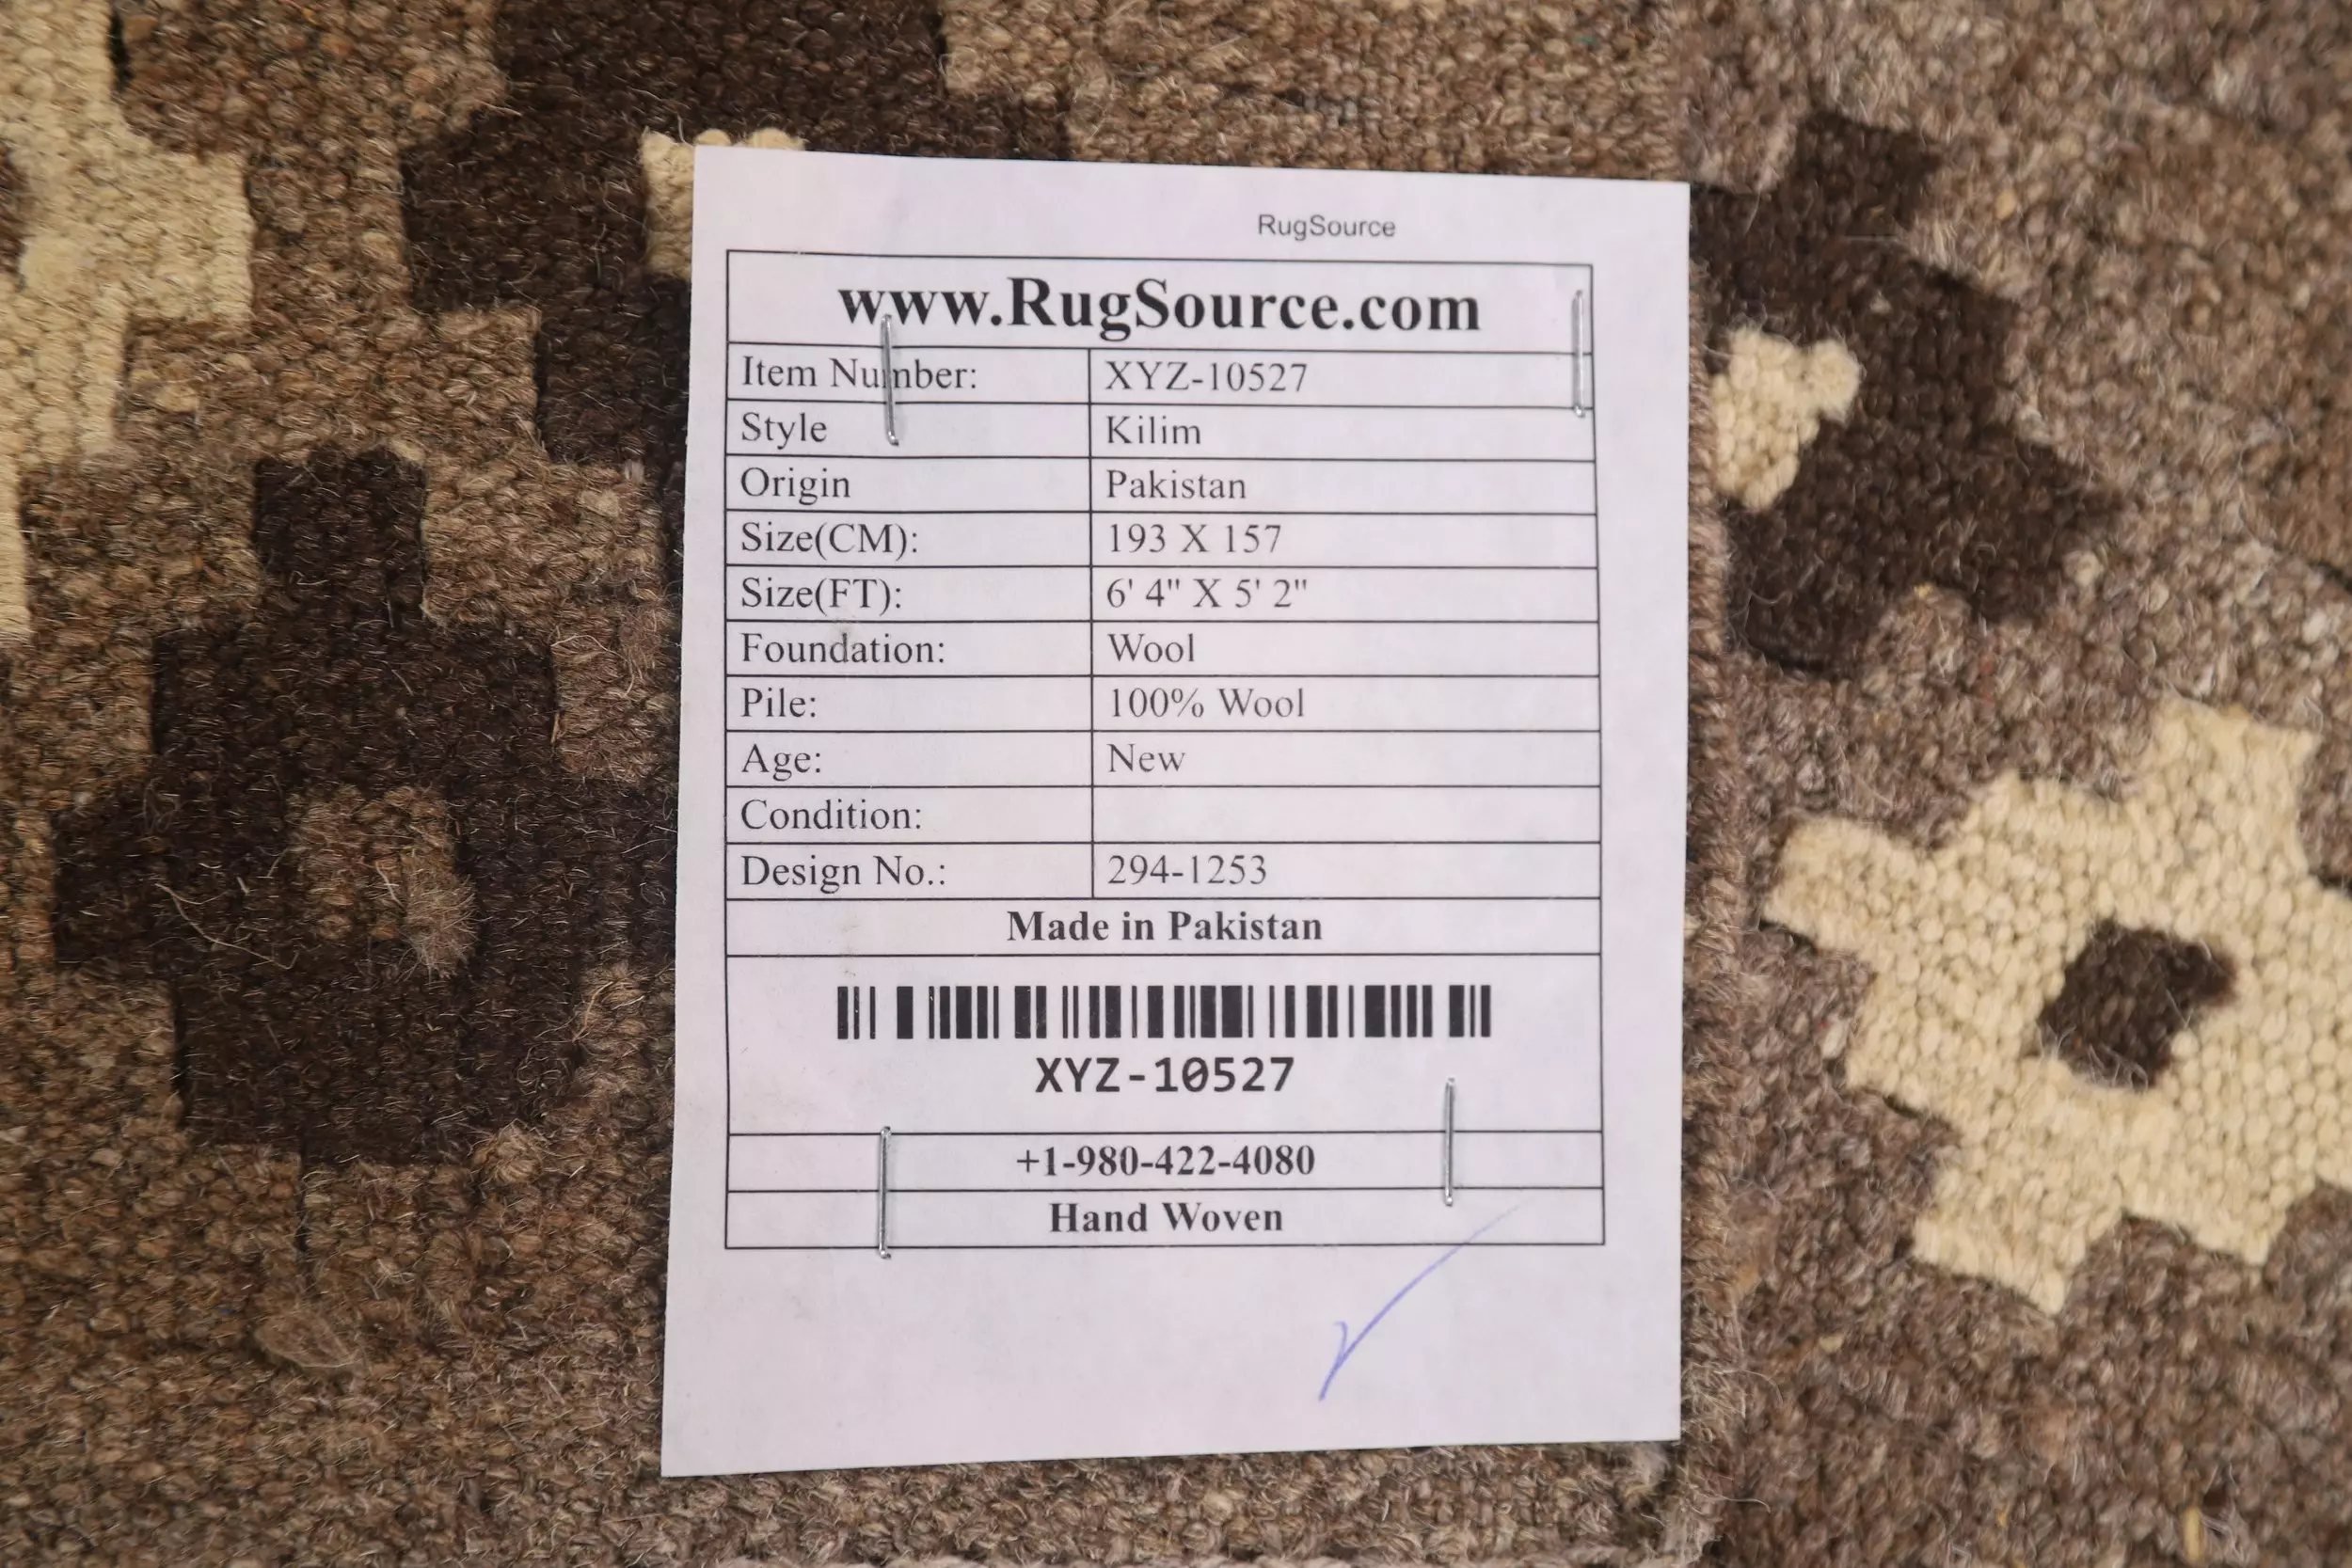 RugSource
www.RugSource.com
Item Number: XYZ-10527
Style Kilim
Origin Pakistan
Size(CM): 193 X 157
Size(FT): 6' 4" X 5' 2"
Foundation: Wool
Pile: 100% Wool
Age: New
Condition:
Design No.: 294-1253
Made in Pakistan
XYZ-10527
+1-980-422-4080
Hand Woven